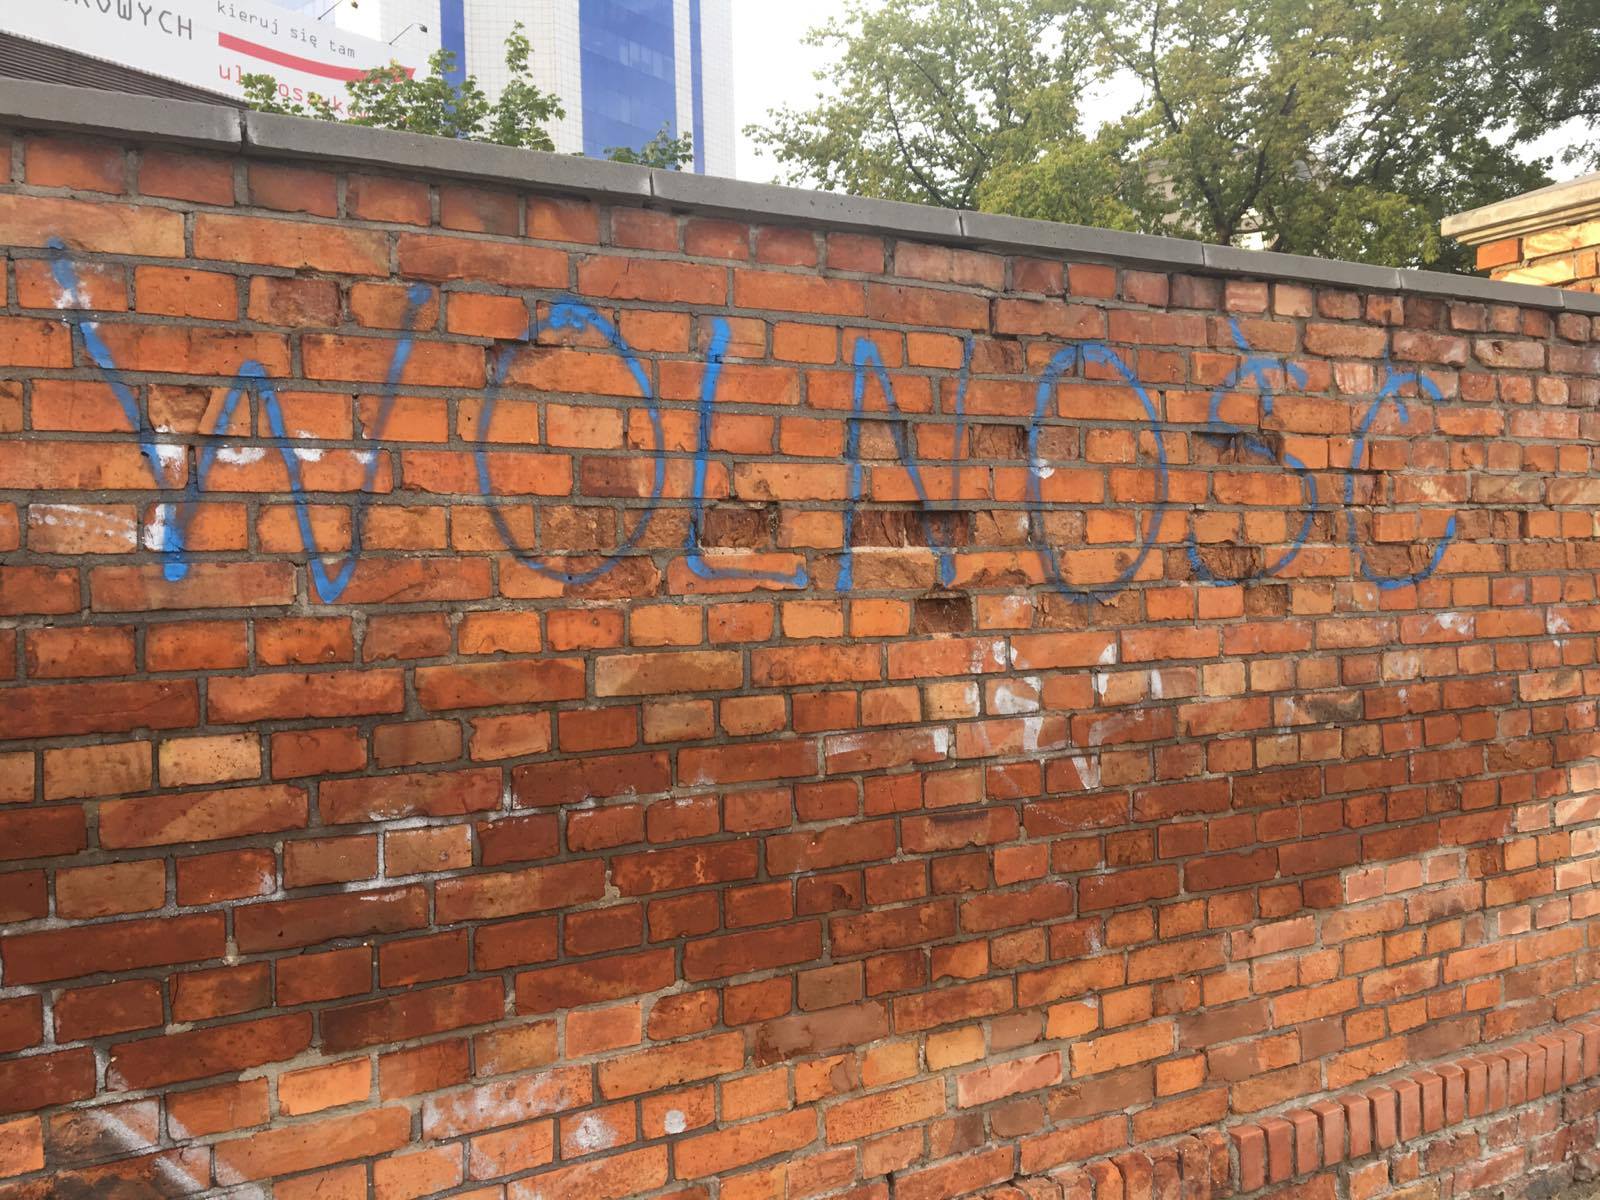 kieruj się tam
WOLNOŚĆ